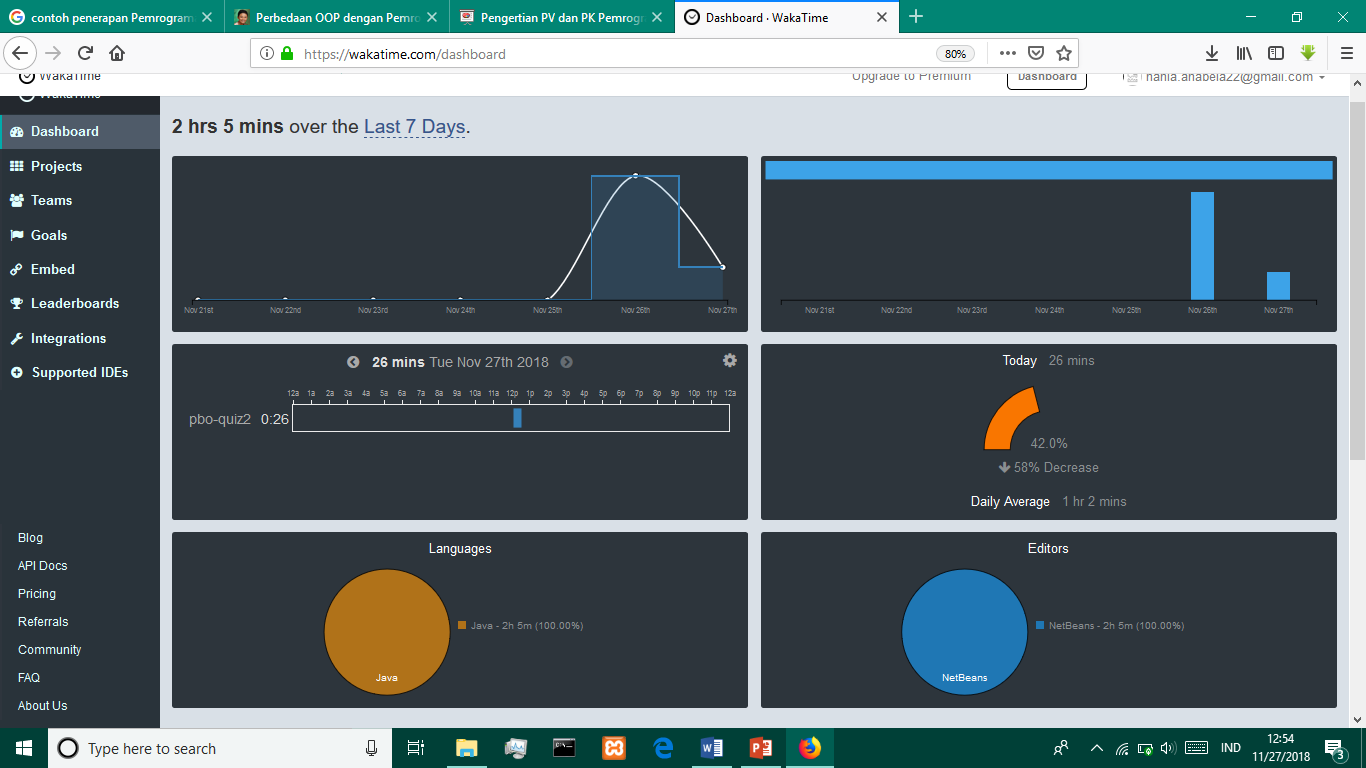 contoh penerapan Pemrogram
Perbedaan OOP dengan Pemro
Pengertian PV dan PK Pemrogr
Dashboard · WakaTime
https://wakatime.com/dashboard
80%
WakaTime
Upgrade to Premium
Dashboard
nania.anabela22@gmail.com
WakaTime
Dashboard
Projects
Teams
Goals
Embed
Leaderboards
Integrations
Supported IDEs
Blog
API Docs
Pricing
Referrals
Community
FAQ
About Us
2 hrs 5 mins over the Last 7 Days.
Nov 21st Nov 22nd Nov 23rd Nov 24th Nov 25th Nov 26th Nov 27th
Nov 21st Nov 22nd Nov 23rd Nov 24th Nov 25th Nov 26th Nov 27th
26 mins Tue Nov 27th 2018
12a 1a 2a 3a 4a 5a 6a 7a 8a 9a 10a 11a 12p 1p 2p 3p 4p 5p 6p 7p 8p 9p 10p 11p 12a
pbo-quiz2 0:26
Today 26 mins
42.0%
58% Decrease
Daily Average 1 hr 2 mins
Languages
Java - 2h 5m (100.00%)
Java
Editors
NetBeans - 2h 5m (100.00%)
NetBeans
Type here to search
IND
12:54
11/27/2018
3